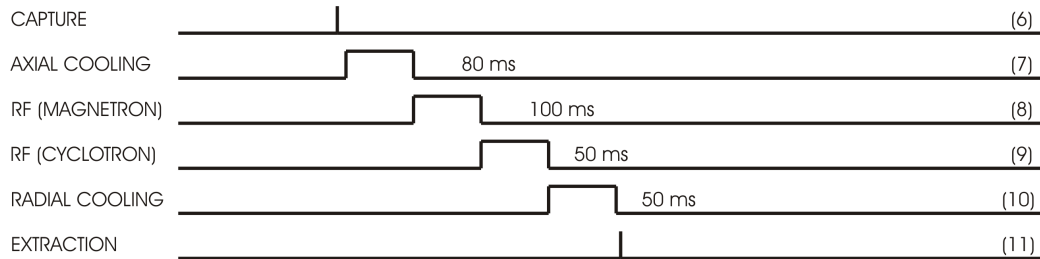 CAPTURE (6)
AXIAL COOLING 80 ms (7)
RF (MAGNETRON) 100 ms (8)
RF (CYCLOTRON) 50 ms (9)
RADIAL COOLING 50 ms (10)
EXTRACTION (11)